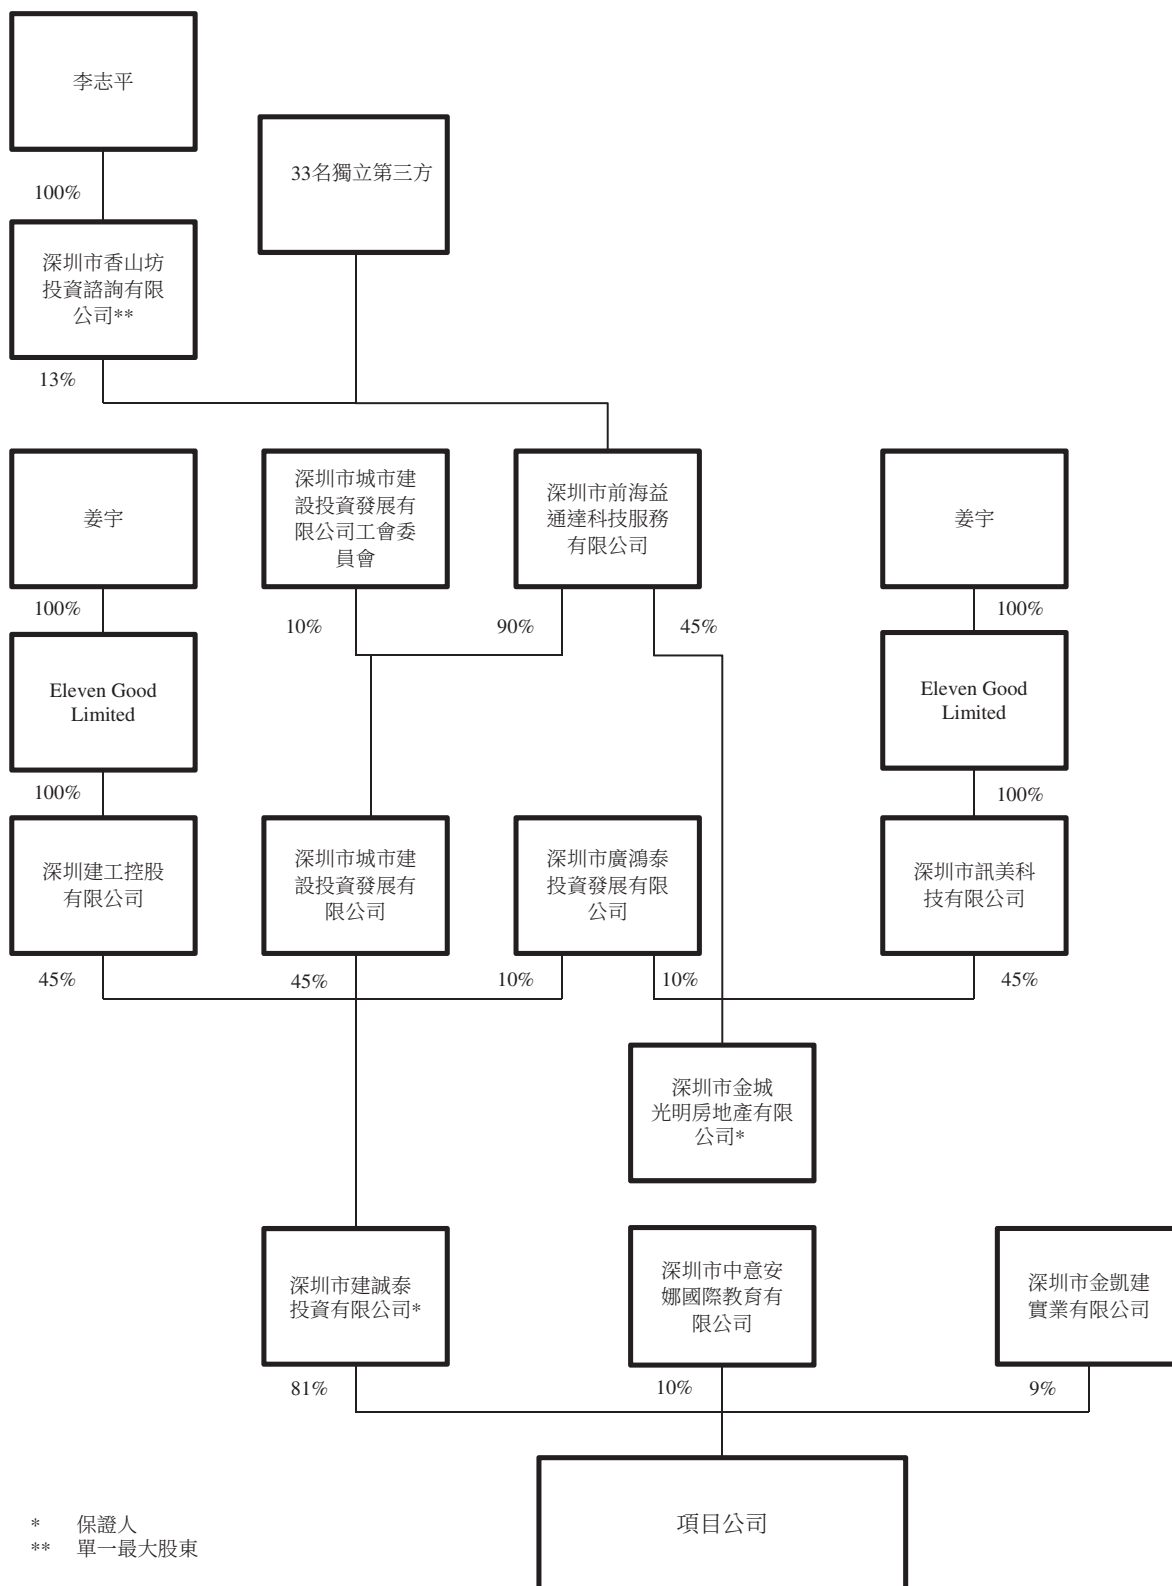 李志平
33名獨立第三方
100%
深圳市香山坊
投資諮詢有限
公司**
13%
姜宇
深圳市城市建
設投資發展有
限公司工會委
員會
深圳市前海益
通達科技服務
有限公司
姜宇
100%
10%
90%
45%
100%
Eleven Good
Limited
Eleven Good
Limited
100%
100%
深圳建工控股
有限公司
深圳市城市建
設投資發展有
限公司
深圳市廣鴻泰
投資發展有限
公司
深圳市訊美科
技有限公司
45%
45%
10%
10%
45%
深圳市金城
光明房地產有限
公司*
深圳市建誠泰
投資有限公司*
深圳市中意安
娜國際教育有
限公司
深圳市金凱建
實業有限公司
81%
10%
9%
項目公司
* 保證人
** 單一最大股東